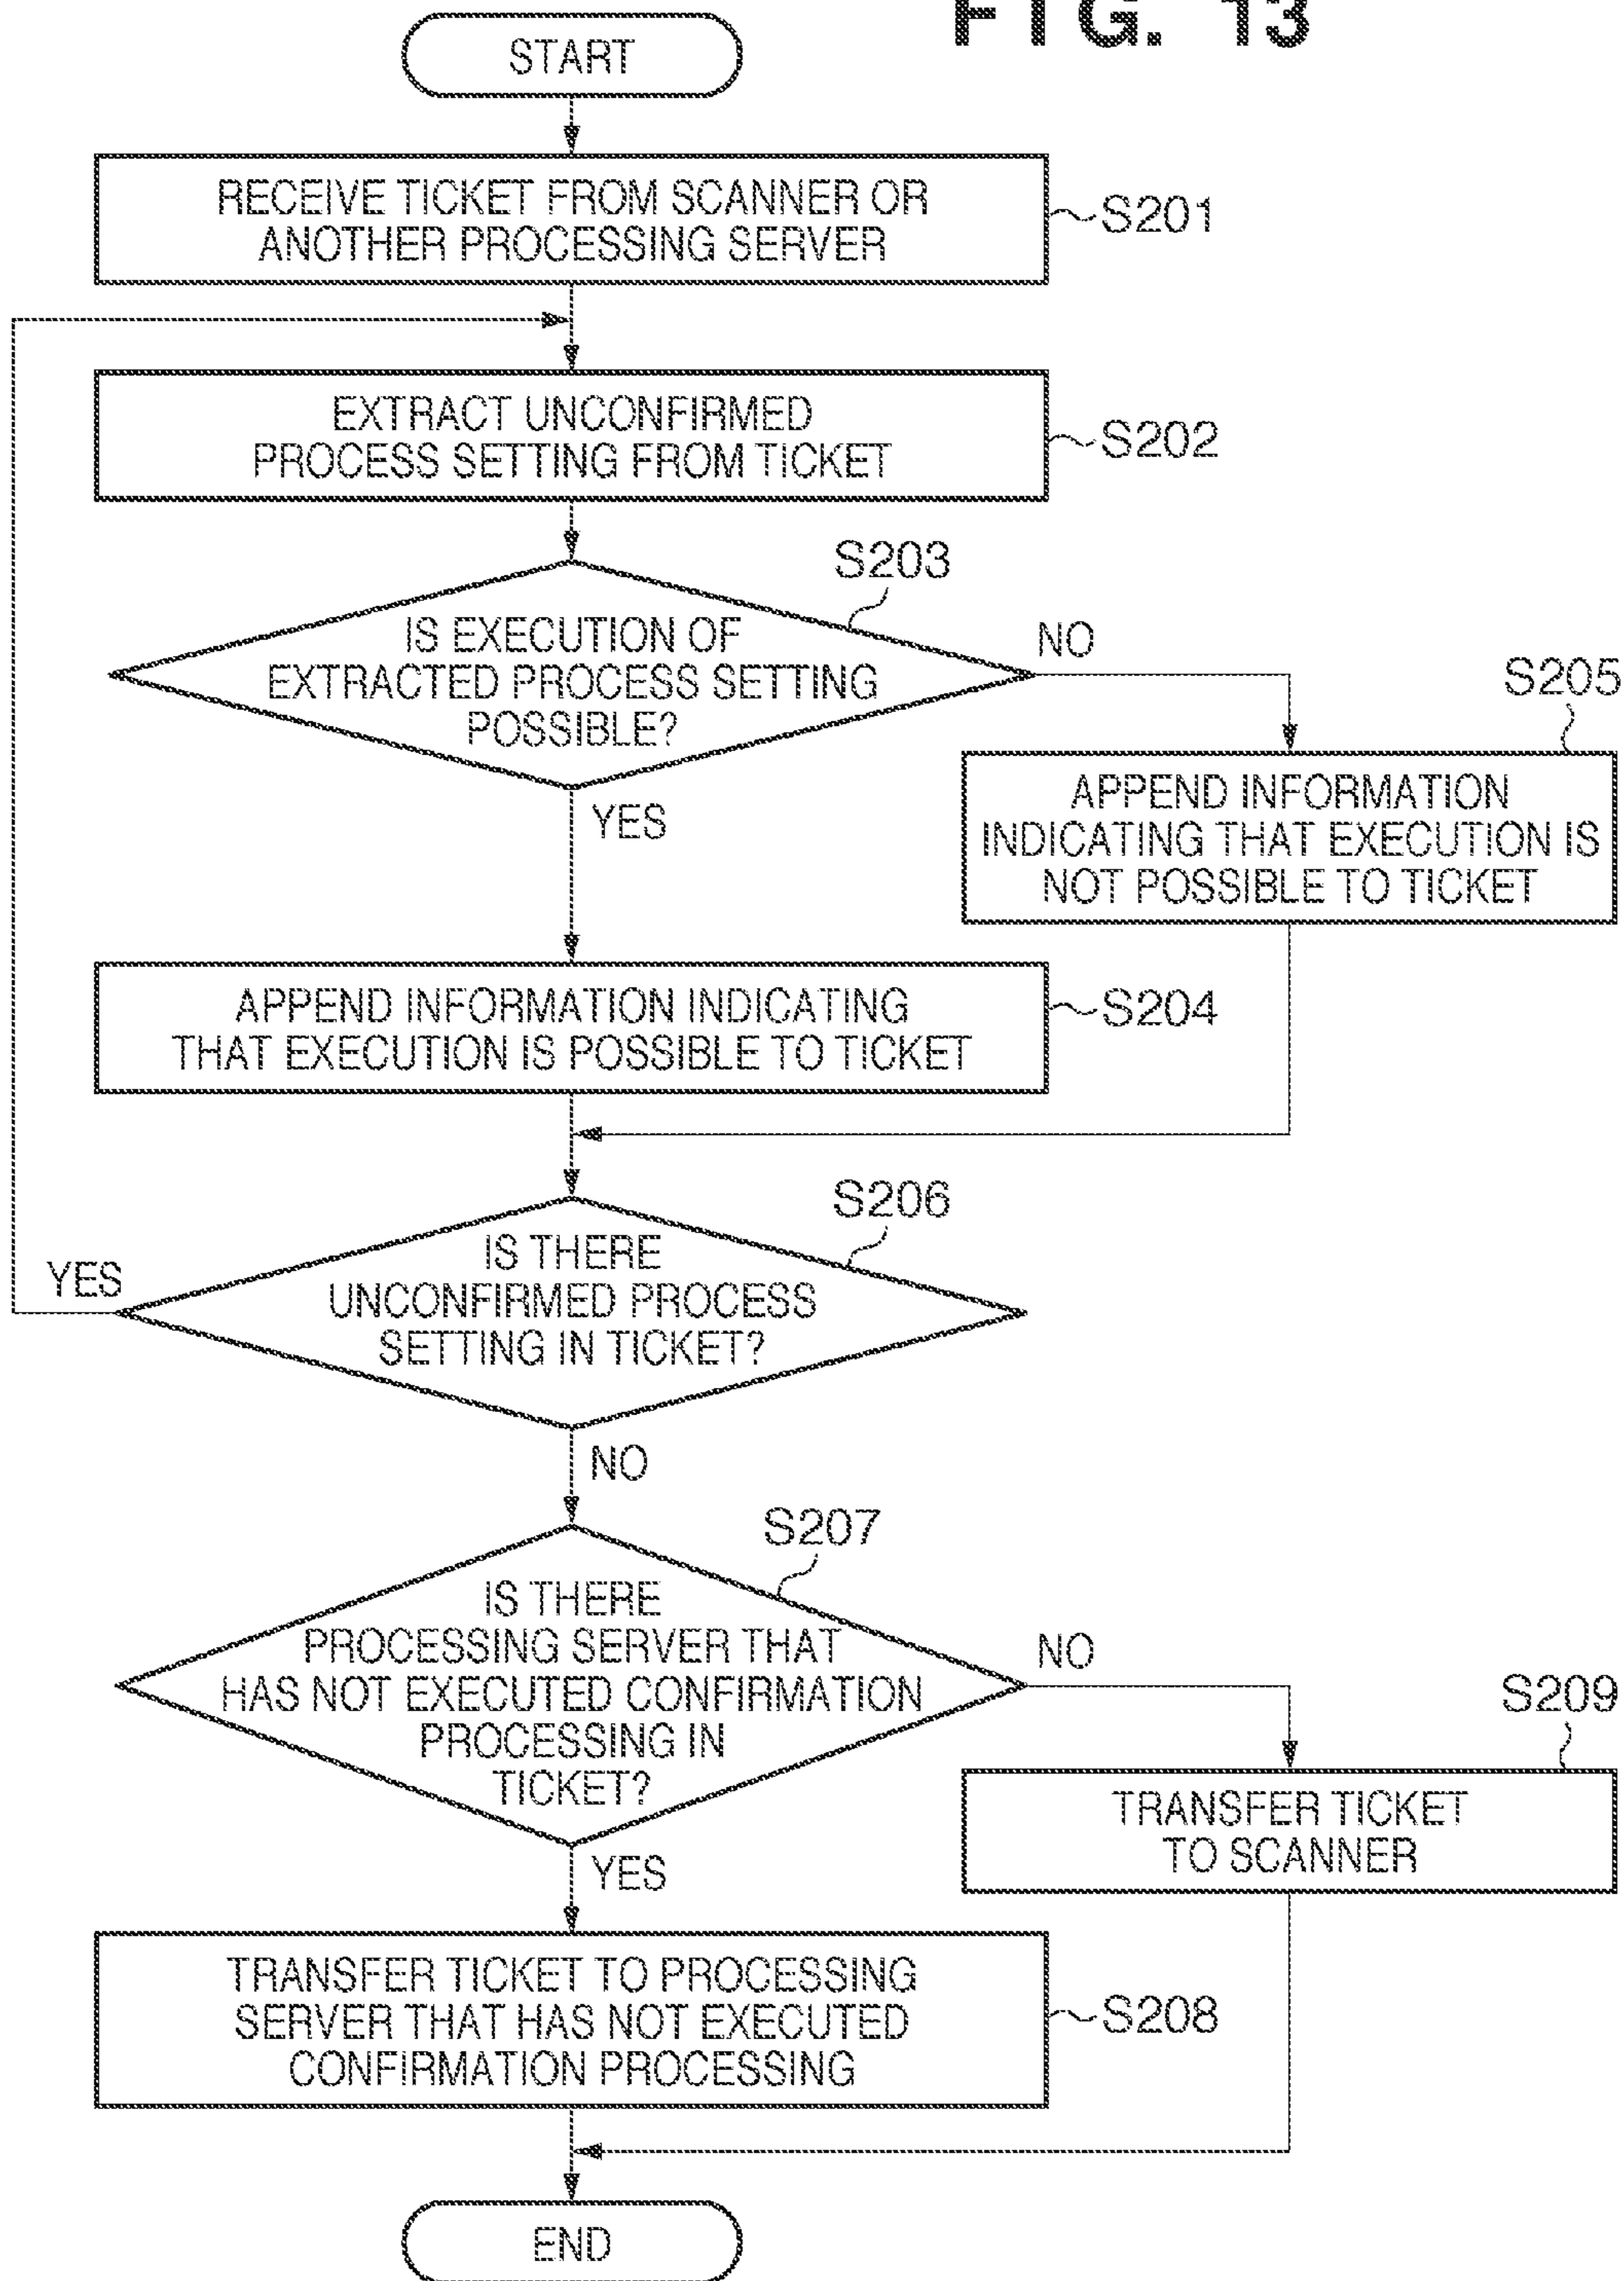 FIG. 13
START
RECEIVE TICKET FROM SCANNER OR
ANOTHER PROCESSING SERVER
S201
EXTRACT UNCONFIRMED
PROCESS SETTING FROM TICKET
S202
S203
IS EXECUTION OF
EXTRACTED PROCESS SETTING
POSSIBLE?
NO
YES
S205
APPEND INFORMATION
INDICATING THAT EXECUTION IS
NOT POSSIBLE TO TICKET
APPEND INFORMATION INDICATING
THAT EXECUTION IS POSSIBLE TO TICKET
S204
S206
IS THERE
UNCONFIRMED PROCESS
SETTING IN TICKET?
YES
NO
S207
IS THERE
PROCESSING SERVER THAT
HAS NOT EXECUTED CONFIRMATION
PROCESSING IN
TICKET?
NO
YES
S209
TRANSFER TICKET
TO SCANNER
TRANSFER TICKET TO PROCESSING
SERVER THAT HAS NOT EXECUTED
CONFIRMATION PROCESSING
S208
END